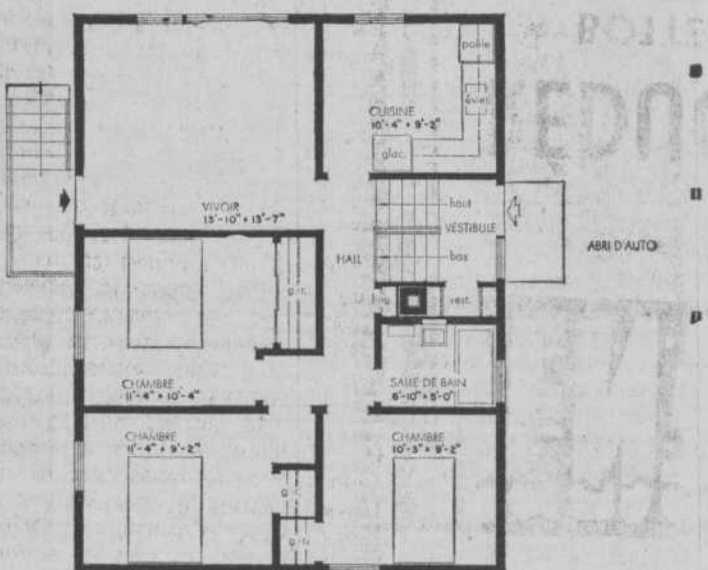 poêle
évier
CUISINE
10'-4" + 9'-2"
glac.
VIVOIR
13'-10" + 13'-7"
haut
VESTIBULE
HALL
bas
ABRI D'AUTO
g-r.
ling.
vest.
CHAMBRE
11'-4" + 10'-4"
SALLE DE BAIN
6'-10" + 5'-0"
CHAMBRE
11'-4" + 9'-2"
CHAMBRE
10'-3" + 9'-2"
g-r.
g-r.